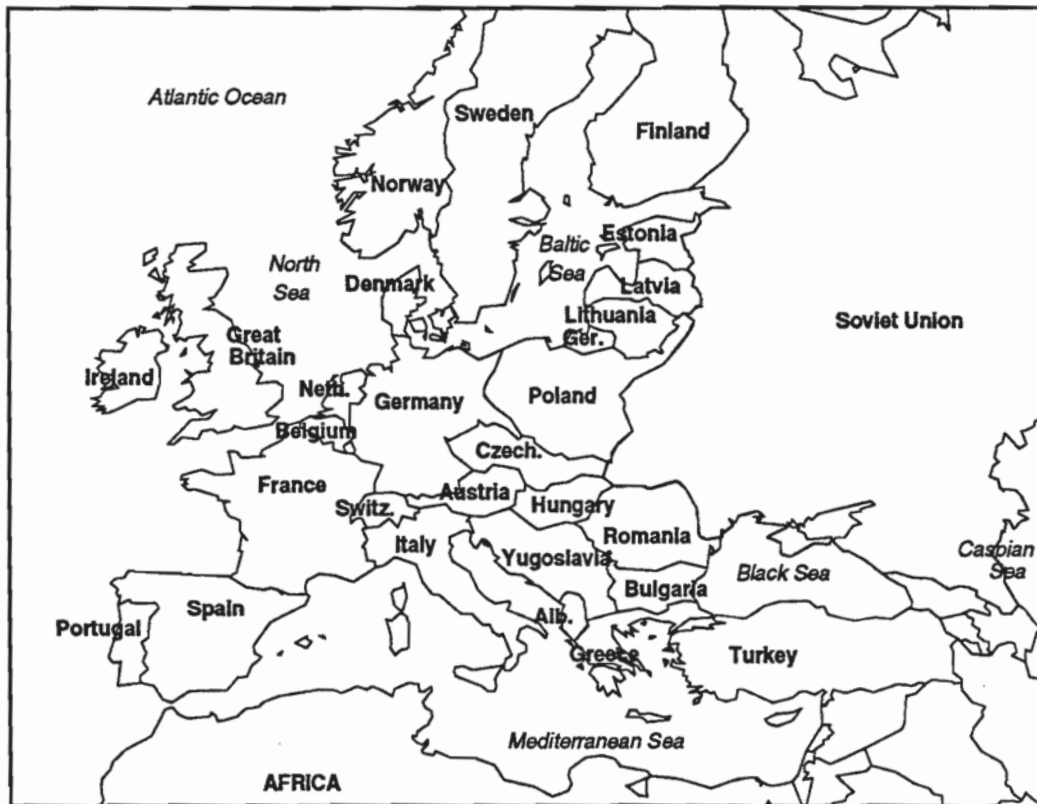 Atlantic Ocean
Sweden
Finland
Norway
Estonia
Baltic
Sea
North
Sea
Denmark
Latvia
Lithuania
Ger.
Soviet Union
Great
Britain
Ireland
Neth.
Germany
Poland
Belgium
Czech.
France
Austria
Switz.
Hungary
Italy
Romania
Yugoslavia
Caspian
Sea
Black Sea
Bulgaria
Spain
Portugal
Alb.
Greece
Turkey
Mediterranean Sea
AFRICA